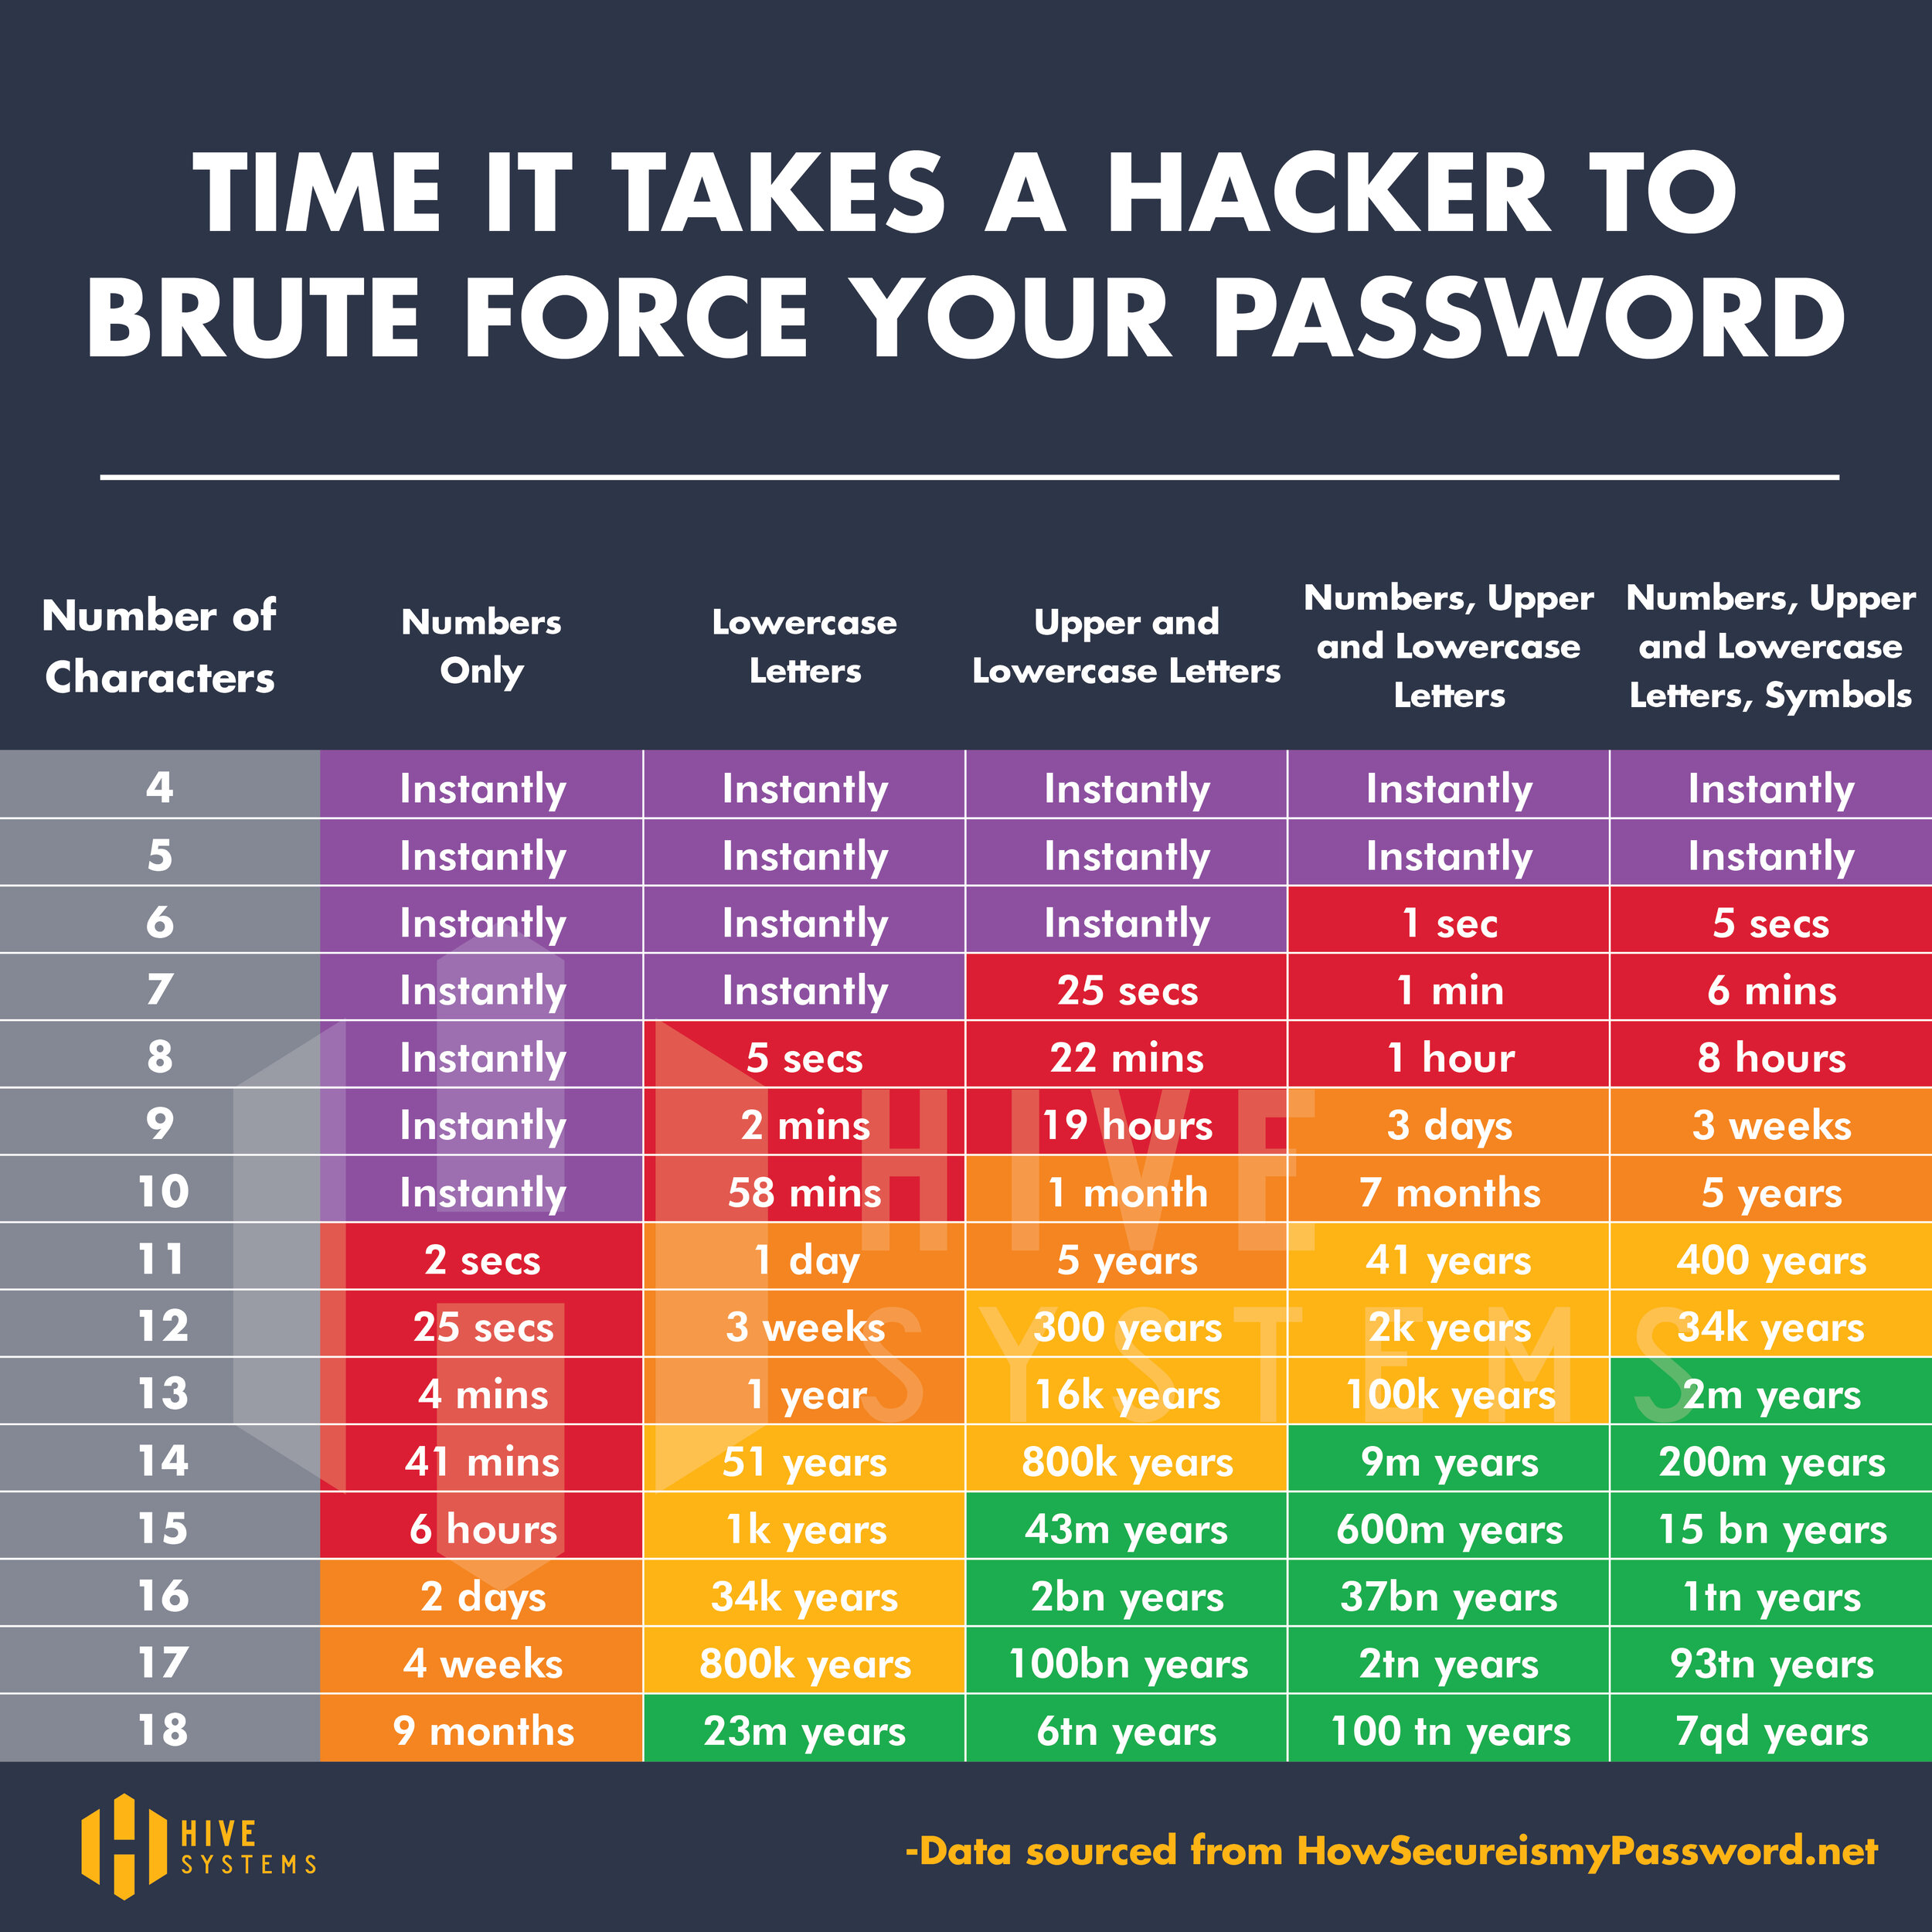 TIME IT TAKES A HACKER TO
BRUTE FORCE YOUR PASSWORD
Number of
Characters
Numbers
Only
Lowercase
Letters
Upper and
Lowercase Letters
Numbers, Upper
and Lowercase
Letters
Numbers, Upper
and Lowercase
Letters, Symbols
4 Instantly Instantly Instantly Instantly Instantly
5 Instantly Instantly Instantly Instantly Instantly
6 Instantly Instantly Instantly 1 sec 5 secs
7 Instantly Instantly 25 secs 1 min 6 mins
8 Instantly 5 secs 22 mins 1 hour 8 hours
9 Instantly 2 mins 19 hours 3 days 3 weeks
10 Instantly 58 mins 1 month 7 months 5 years
11 2 secs 1 day 5 years 41 years 400 years
12 25 secs 3 weeks 300 years 2k years 34k years
13 4 mins 1 year 16k years 100k years 2m years
14 41 mins 51 years 800k years 9m years 200m years
15 6 hours 1k years 43m years 600m years 15 bn years
16 2 days 34k years 2bn years 37bn years 1tn years
17 4 weeks 800k years 100bn years 2tn years 93tn years
18 9 months 23m years 6tn years 100 tn years 7qd years
HIVE
SYSTEMS
HIVE
SYSTEMS
-Data sourced from HowSecureismyPassword.net